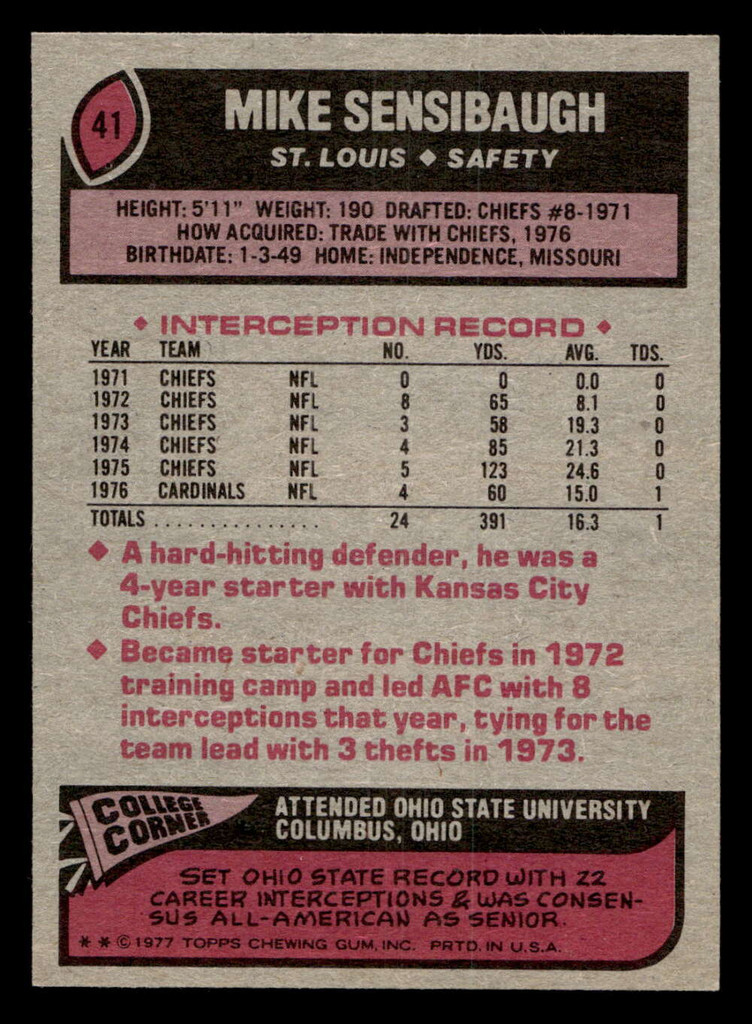 41
MIKE SENSIBAUGH
ST. LOUIS ◆ SAFETY
HEIGHT: 5'11" WEIGHT: 190 DRAFTED: CHIEFS #8-1971
HOW ACQUIRED: TRADE WITH CHIEFS, 1976
BIRTHDATE: 1-3-49 HOME: INDEPENDENCE, MISSOURI
◆ INTERCEPTION RECORD ◆
YEAR TEAM NO. YDS. AVG. TDS.
1971 CHIEFS NFL 0 0 0.0 0
1972 CHIEFS NFL 8 65 8.1 0
1973 CHIEFS NFL 3 58 19.3 0
1974 CHIEFS NFL 4 85 21.3 0
1975 CHIEFS NFL 5 123 24.6 0
1976 CARDINALS NFL 4 60 15.0 1
TOTALS . . . . . . . . . . . . . . . 24 391 16.3 1
◆ A hard-hitting defender, he was a
4-year starter with Kansas City
Chiefs.
◆ Became starter for Chiefs in 1972
training camp and led AFC with 8
interceptions that year, tying for the
team lead with 3 thefts in 1973.
COLLEGE
CORNER
ATTENDED OHIO STATE UNIVERSITY
COLUMBUS, OHIO
SET OHIO STATE RECORD WITH 22
CAREER INTERCEPTIONS & WAS CONSEN-
SUS ALL-AMERICAN AS SENIOR.
* * © 1977 TOPPS CHEWING GUM, INC. PRTD. IN U.S.A.